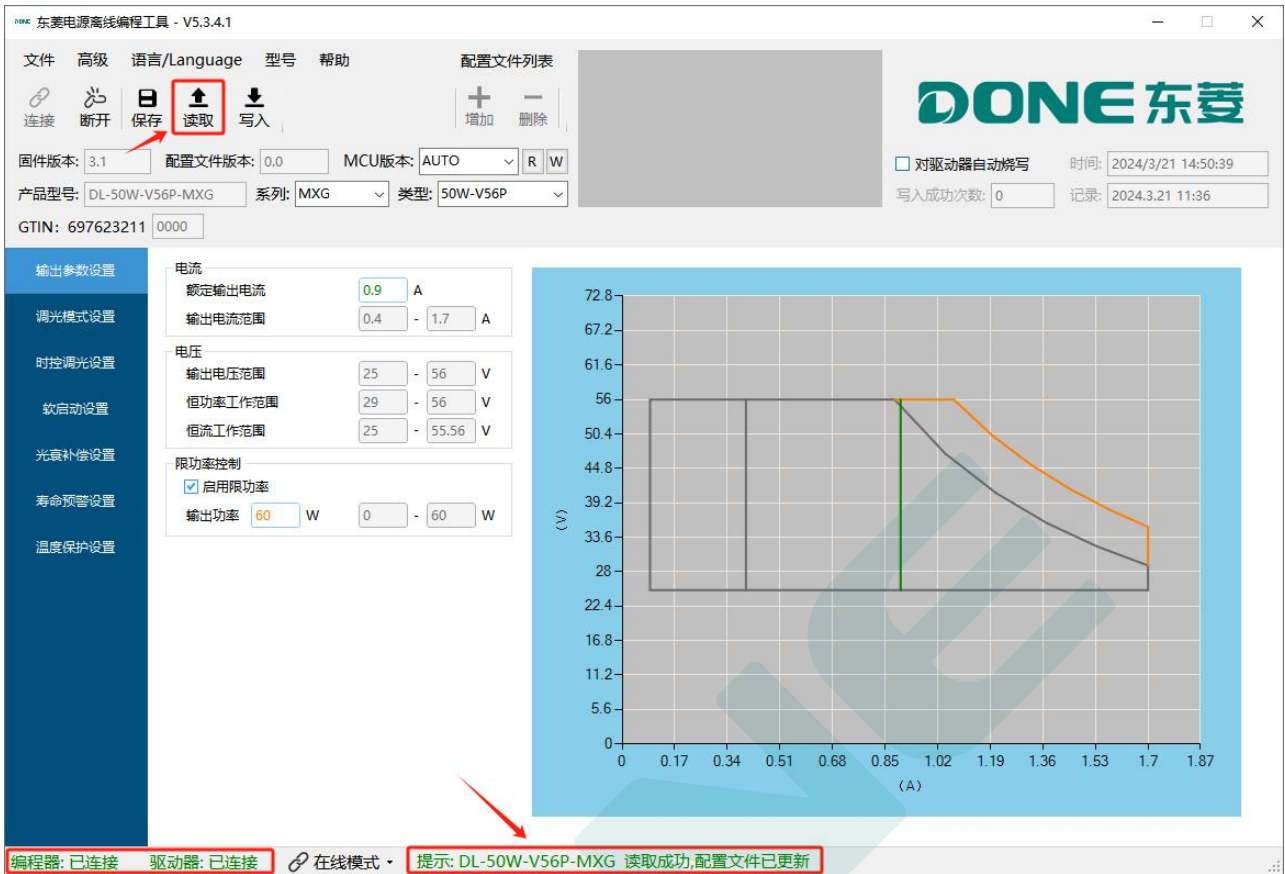 东菱电源离线编程工具 - V5.3.4.1
文件 高级 语言/Language 型号 帮助 配置文件列表
连接 断开 保存 读取 写入 增加 删除
DONE 东菱
固件版本: 3.1 配置文件版本: 0.0 MCU版本: AUTO R W
对驱动器自动烧写 时间: 2024/3/21 14:50:39
产品型号: DL-50W-V56P-MXG 系列: MXG 类型: 50W-V56P
写入成功次数: 0 记录: 2024.3.21 11:36
GTIN: 697623211 0000
输出参数设置
调光模式设置
时控调光设置
软启动设置
光衰补偿设置
寿命预警设置
温度保护设置
电流
额定输出电流 0.9 A
输出电流范围 0.4 - 1.7 A
电压
输出电压范围 25 - 56 V
恒功率工作范围 29 - 56 V
恒流工作范围 25 - 55.56 V
限功率控制
启用限功率
输出功率 60 W 0 - 60 W
72.8
67.2
61.6
56
50.4
44.8
39.2
33.6
28
22.4
16.8
11.2
5.6
0
(V)
0 0.17 0.34 0.51 0.68 0.85 1.02 1.19 1.36 1.53 1.7 1.87
(A)
编程器: 已连接 驱动器: 已连接 在线模式 提示: DL-50W-V56P-MXG 读取成功,配置文件已更新